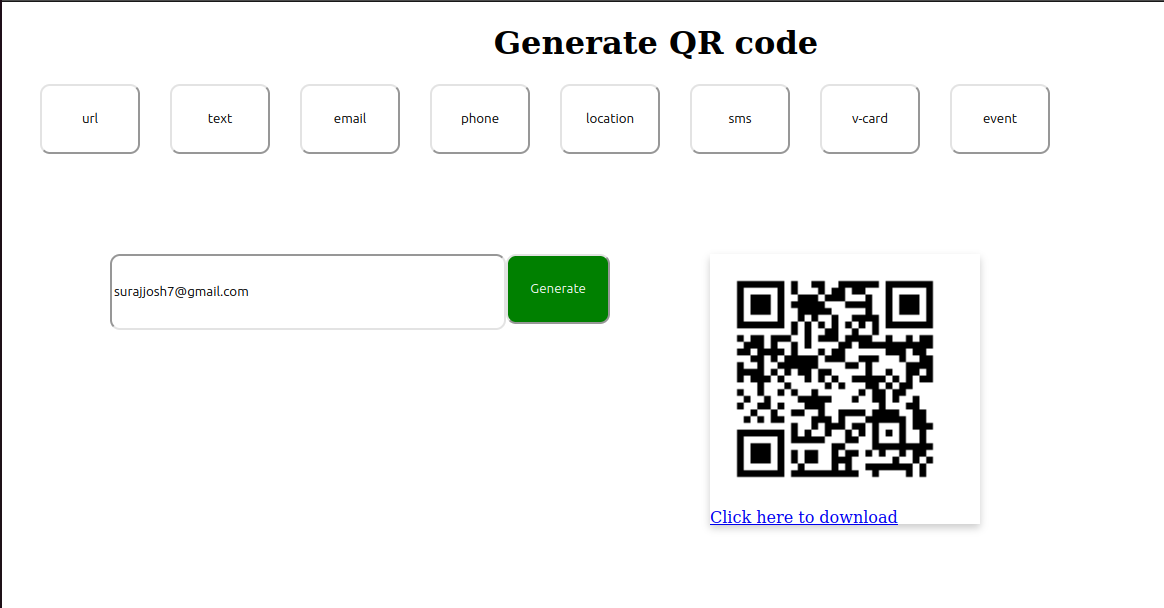 Generate QR code
url text email phone location sms v-card event
surajjosh7@gmail.com Generate
Click here to download